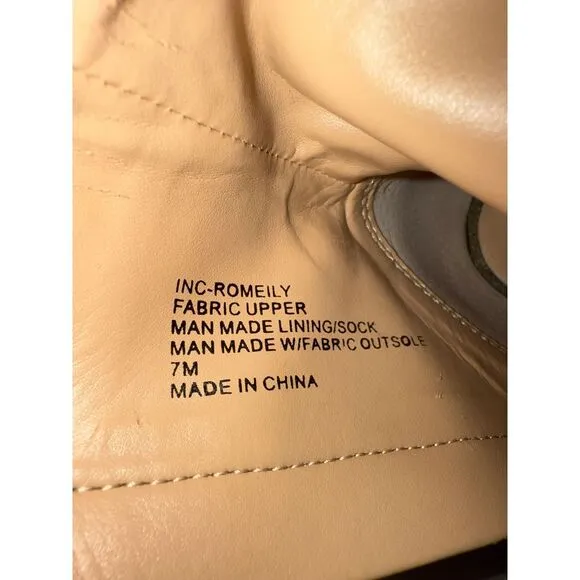 INC-ROMEILY
FABRIC UPPER
MAN MADE LINING/SOCK
MAN MADE W/FABRIC OUTSOLE
7M
MADE IN CHINA